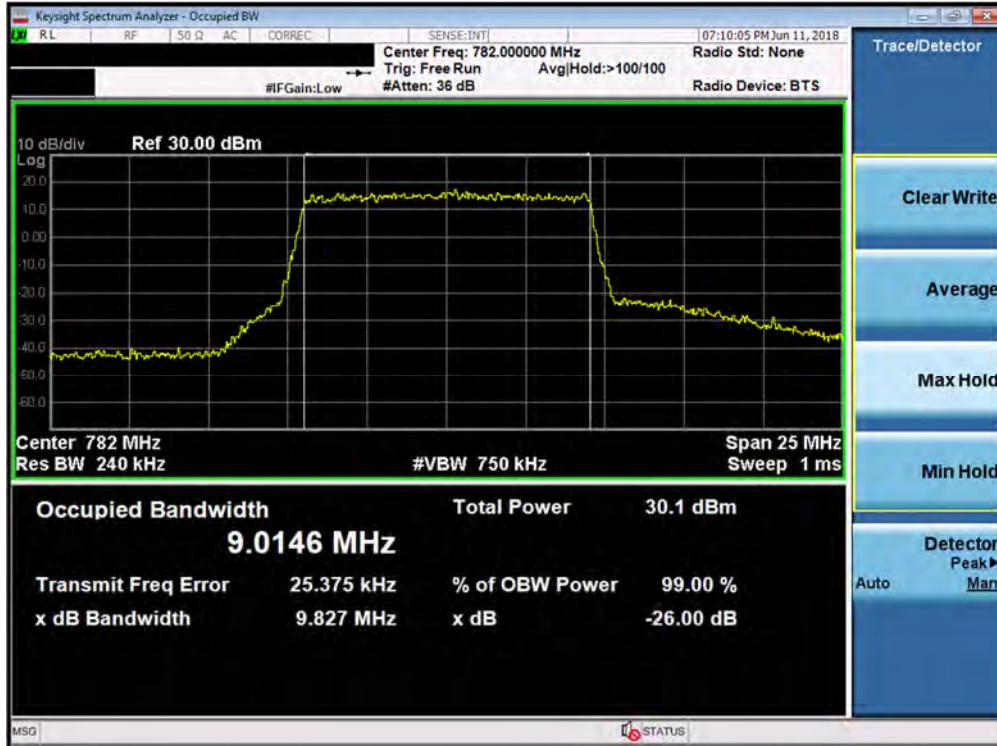 Keysight Spectrum Analyzer - Occupied BW
LXI RL RF 50 Ω AC CORREC SENSE:INT 07:10:05 PM Jun 11, 2018
Center Freq: 782.000000 MHz Radio Std: None
Trig: Free Run Avg|Hold:>100/100
#IFGain:Low #Atten: 36 dB Radio Device: BTS
10 dB/div Ref 30.00 dBm
Log
20.0
10.0
0.00
-10.0
-20.0
-30.0
-40.0
-50.0
-60.0
Center 782 MHz Span 25 MHz
Res BW 240 kHz #VBW 750 kHz Sweep 1 ms
Occupied Bandwidth Total Power 30.1 dBm
9.0146 MHz
Transmit Freq Error 25.375 kHz % of OBW Power 99.00 %
x dB Bandwidth 9.827 MHz x dB -26.00 dB
MSG STATUS
Trace/Detector
Clear Write
Average
Max Hold
Min Hold
Detector
Peak▶
Auto Man